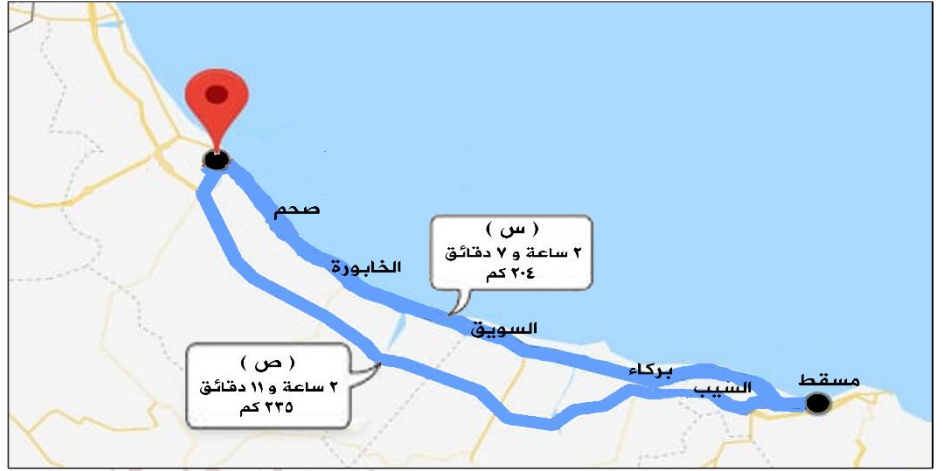 صحم
( س )
٢ ساعة و ٧ دقائق
٢٠٤ كم
الخابورة
السويق
( ص )
٢ ساعة و ١١ دقائق
٢٣٥ كم
بركاء
السيب
مسقط